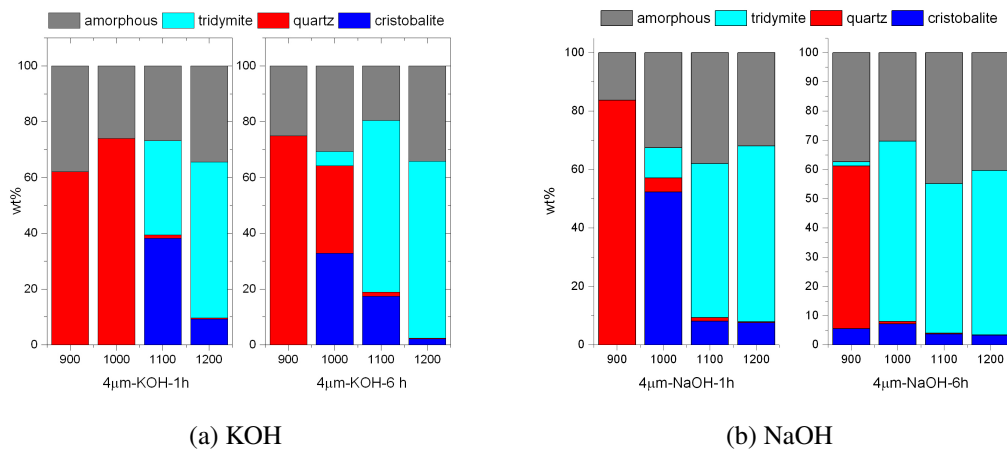 amorphous tridymite quartz cristobalite
wt%
100
80
60
40
20
0
900 1000 1100 1200
4μm-KOH-1h
100
80
60
40
20
0
900 1000 1100 1200
4μm-KOH-6 h
(a) KOH
amorphous tridymite quartz cristobalite
wt%
100
80
60
40
20
0
900 1000 1100 1200
4μm-NaOH-1h
100
90
80
70
60
50
40
30
20
10
0
900 1000 1100 1200
4μm-NaOH-6h
(b) NaOH